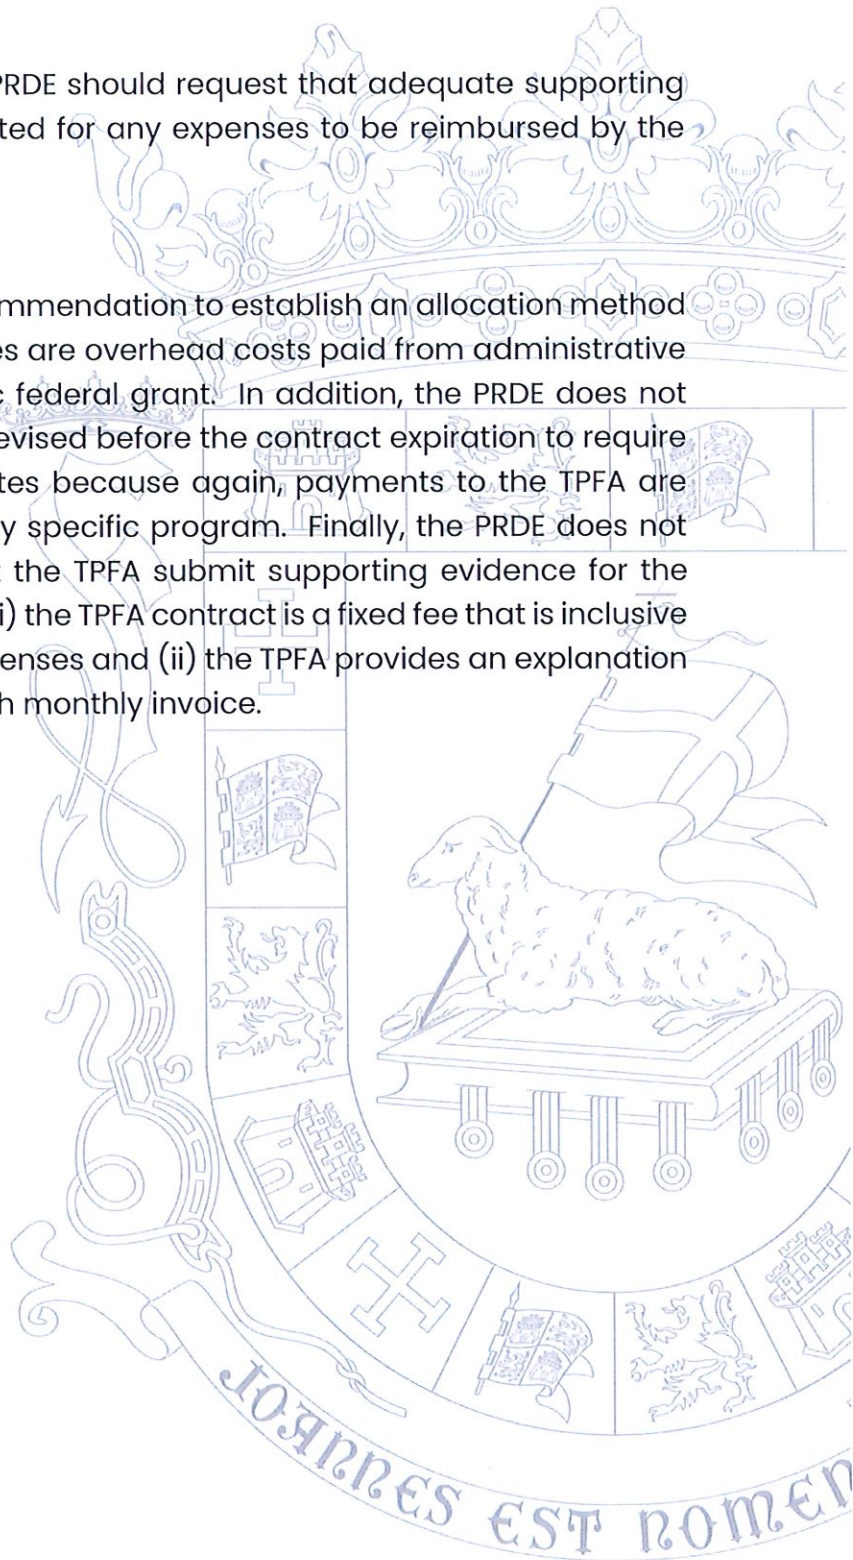 PRDE should request that adequate supporting
ted for any expenses to be reimbursed by the
mmendation to establish an allocation method
es are overhead costs paid from administrative
c federal grant. In addition, the PRDE does not
evised before the contract expiration to require
tes because again, payments to the TPFA are
y specific program. Finally, the PRDE does not
t the TPFA submit supporting evidence for the
i) the TPFA contract is a fixed fee that is inclusive
enses and (ii) the TPFA provides an explanation
h monthly invoice.
JOANNES EST NOMEN